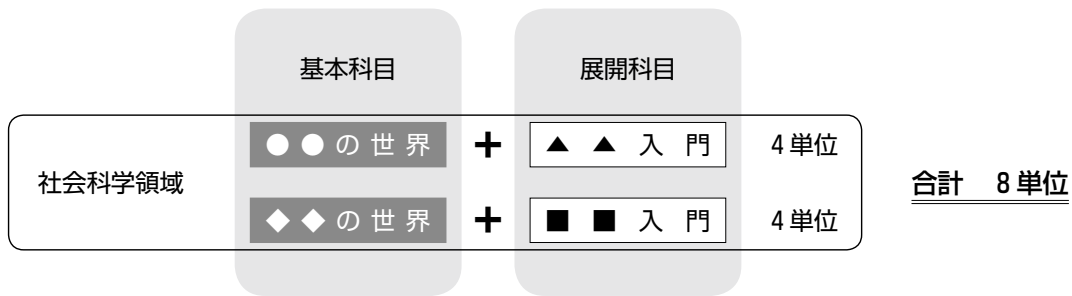 基本科目 展開科目
●●の世界 + ▲▲入門 4単位
社会科学領域 合計 8単位
◆◆の世界 + ■■入門 4単位